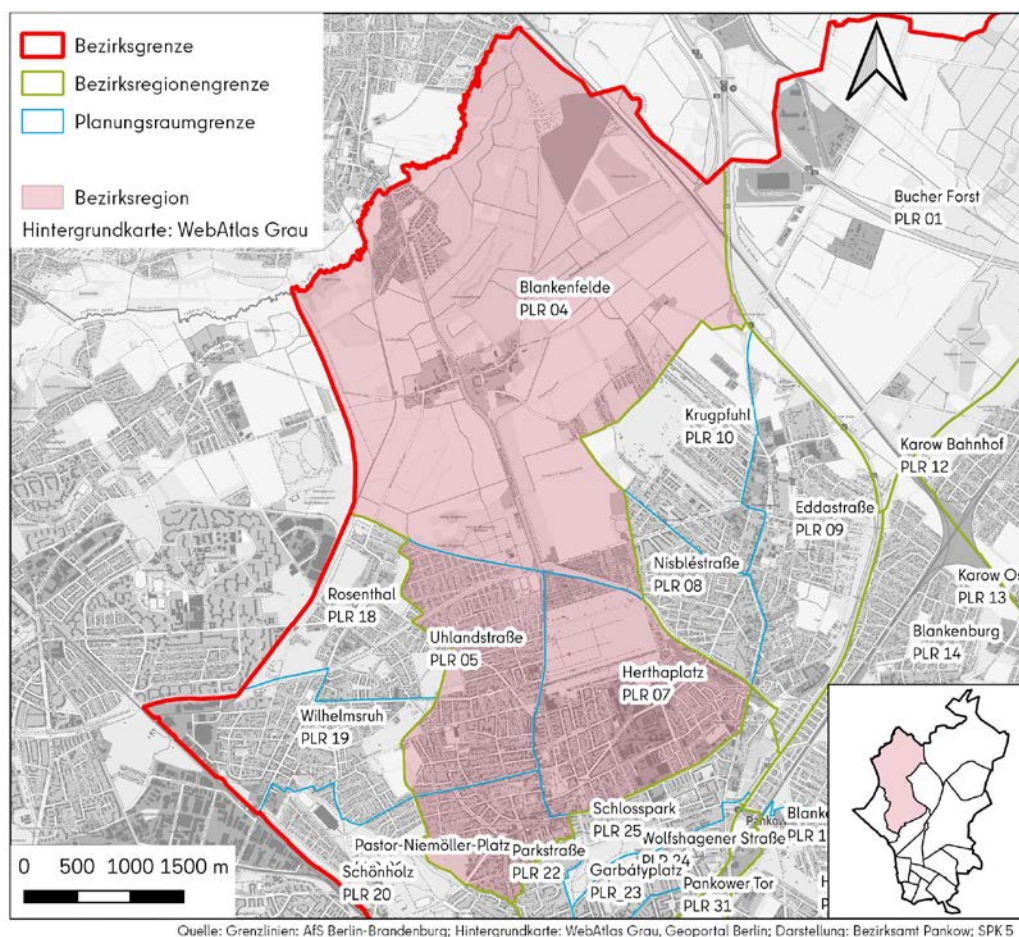 Bezirksgrenze
Bezirksregionengrenze
Planungsraumgrenze
Bezirksregion
Hintergrundkarte: WebAtlas Grau
Bucher Forst
PLR 01
Blankenfelde
PLR 04
Krugpfuhl
PLR 10
Karow Bahnhof
PLR 12
Eddastraße
PLR 09
Nisbléstraße
PLR 08
Karow Os
PLR 13
Rosenthal
PLR 18
Blankenburg
PLR 14
Uhlandstraße
PLR 05
Herthaplatz
PLR 07
Wilhelmsruh
PLR 19
Schlosspark
PLR 25
Blanke
PLR 1
Pankow
Wolfshagener Straße
PLR 24
Pastor-Niemöller-Platz
Parkstraße
PLR 22
Garbátyplatz
PLR_23
Schönholz
PLR 20
Pankower Tor
PLR 31
H
0 500 1000 1500 m
Quelle: Grenzlinien: AfS Berlin-Brandenburg; Hintergrundkarte: WebAtlas Grau, Geoportal Berlin; Darstellung: Bezirksamt Pankow; SPK 5